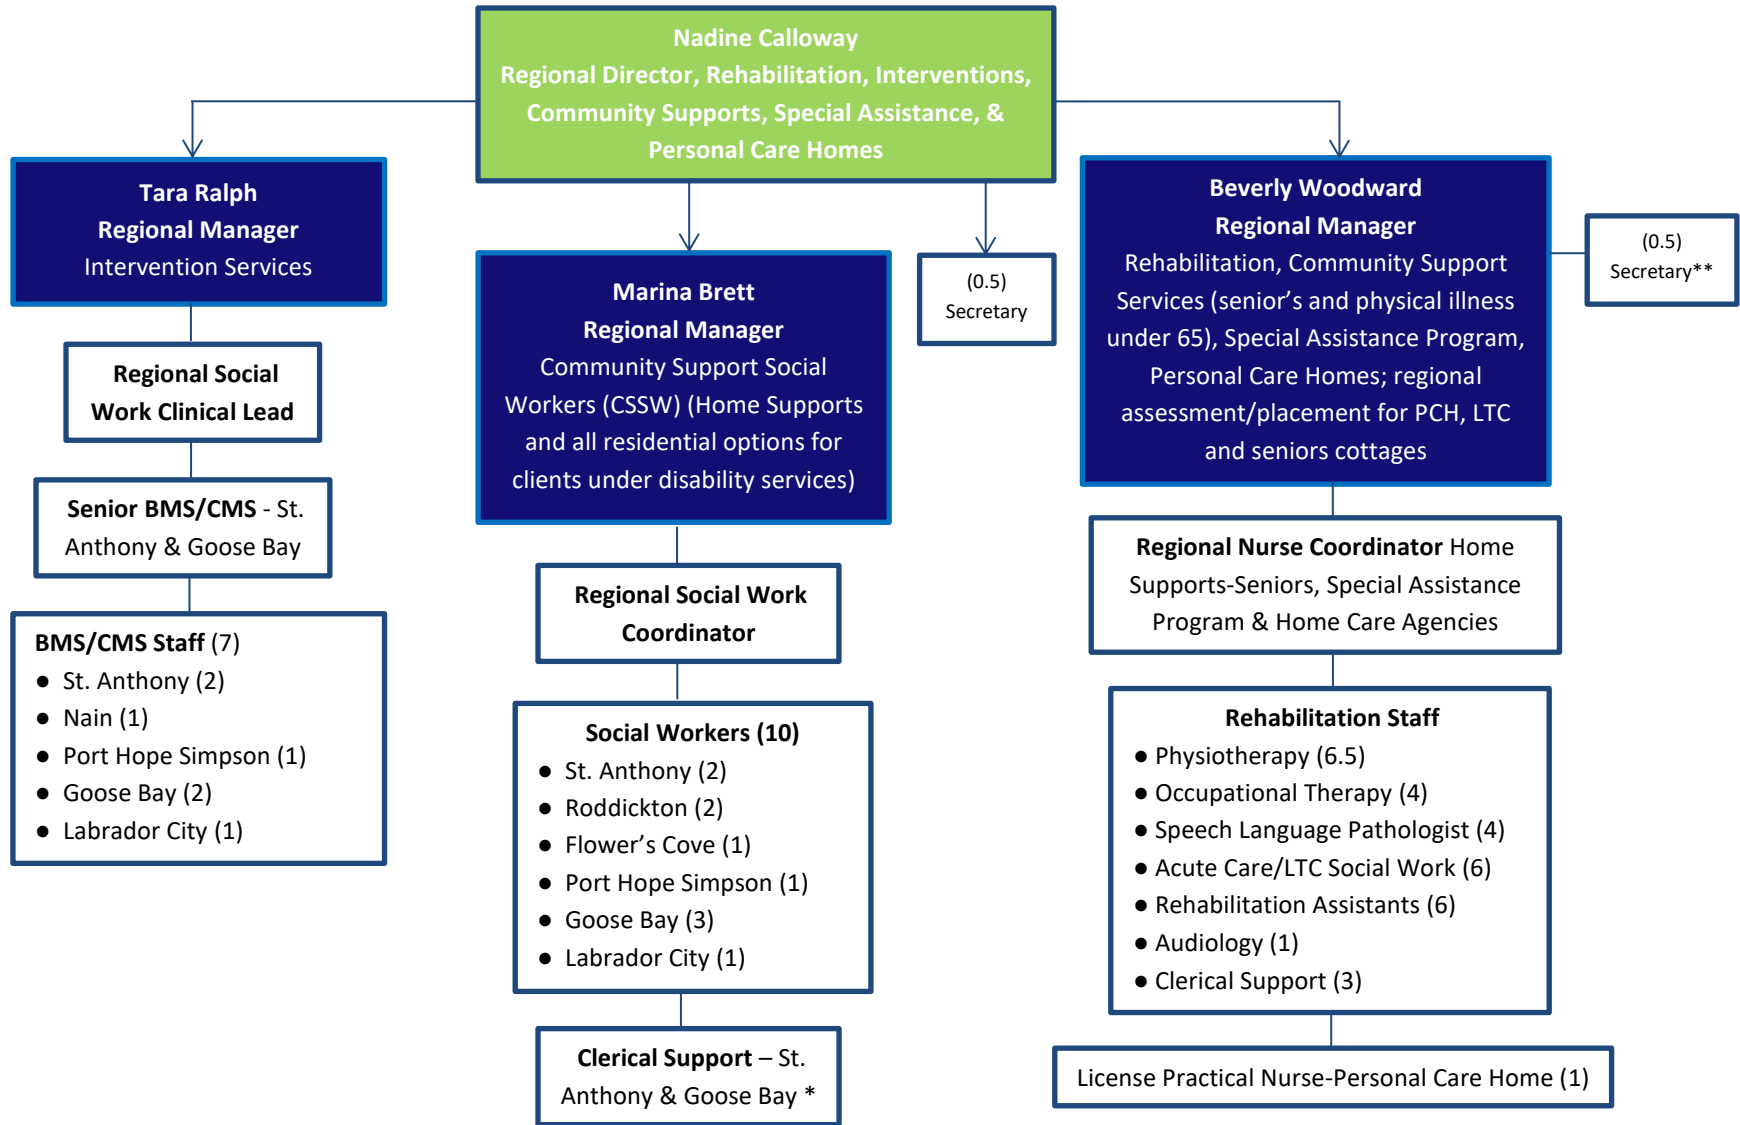 Nadine Calloway
Regional Director, Rehabilitation, Interventions,
Community Supports, Special Assistance, &
Personal Care Homes
Tara Ralph
Regional Manager
Intervention Services
Regional Social
Work Clinical Lead
Senior BMS/CMS - St.
Anthony & Goose Bay
BMS/CMS Staff (7)
● St. Anthony (2)
● Nain (1)
● Port Hope Simpson (1)
● Goose Bay (2)
● Labrador City (1)
Marina Brett
Regional Manager
Community Support Social
Workers (CSSW) (Home Supports
and all residential options for
clients under disability services)
Regional Social Work
Coordinator
Social Workers (10)
● St. Anthony (2)
● Roddickton (2)
● Flower’s Cove (1)
● Port Hope Simpson (1)
● Goose Bay (3)
● Labrador City (1)
Clerical Support – St.
Anthony & Goose Bay *
(0.5)
Secretary
Beverly Woodward
Regional Manager
Rehabilitation, Community Support
Services (senior’s and physical illness
under 65), Special Assistance Program,
Personal Care Homes; regional
assessment/placement for PCH, LTC
and seniors cottages
(0.5)
Secretary**
Regional Nurse Coordinator Home
Supports-Seniors, Special Assistance
Program & Home Care Agencies
Rehabilitation Staff
● Physiotherapy (6.5)
● Occupational Therapy (4)
● Speech Language Pathologist (4)
● Acute Care/LTC Social Work (6)
● Rehabilitation Assistants (6)
● Audiology (1)
● Clerical Support (3)
License Practical Nurse-Personal Care Home (1)